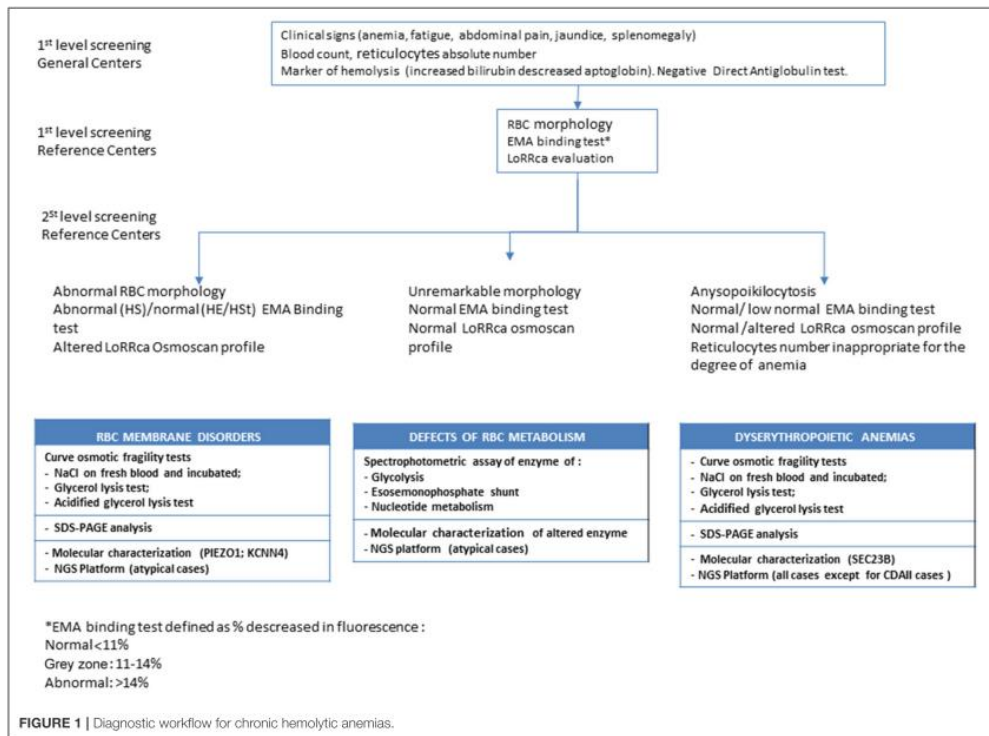 1st level screening
General Centers
Clinical signs (anemia, fatigue, abdominal pain, jaundice, splenomegaly)
Blood count, reticulocytes absolute number
Marker of hemolysis (increased bilirubin descreased aptoglobin). Negative Direct Antiglobulin test.
1st level screening
Reference Centers
RBC morphology
EMA binding test*
LoRRca evaluation
2St level screening
Reference Centers
Abnormal RBC morphology
Abnormal (HS)/normal (HE/HSt) EMA Binding
test
Altered LoRRca Osmoscan profile
Unremarkable morphology
Normal EMA binding test
Normal LoRRca osmoscan
profile
Anysopoikilocytosis
Normal/ low normal EMA binding test
Normal /altered LoRRca osmoscan profile
Reticulocytes number inappropriate for the
degree of anemia
RBC MEMBRANE DISORDERS
Curve osmotic fragility tests
- NaCl on fresh blood and incubated;
- Glycerol lysis test;
- Acidified glycerol lysis test
- SDS-PAGE analysis
- Molecular characterization (PIEZO1; KCNN4)
- NGS Platform (atypical cases)
DEFECTS OF RBC METABOLISM
Spectrophotometric assay of enzyme of :
- Glycolysis
- Esosemonophosphate shunt
- Nucleotide metabolism
- Molecular characterization of altered enzyme
- NGS platform (atypical cases)
DYSERYTHROPOIETIC ANEMIAS
- Curve osmotic fragility tests
- NaCl on fresh blood and incubated;
- Glycerol lysis test;
- Acidified glycerol lysis test
- SDS-PAGE analysis
- Molecular characterization (SEC23B)
- NGS Platform (all cases except for CDAII cases )
*EMA binding test defined as % descreased in fluorescence :
Normal <11%
Grey zone : 11-14%
Abnormal: >14%
FIGURE 1 | Diagnostic workflow for chronic hemolytic anemias.